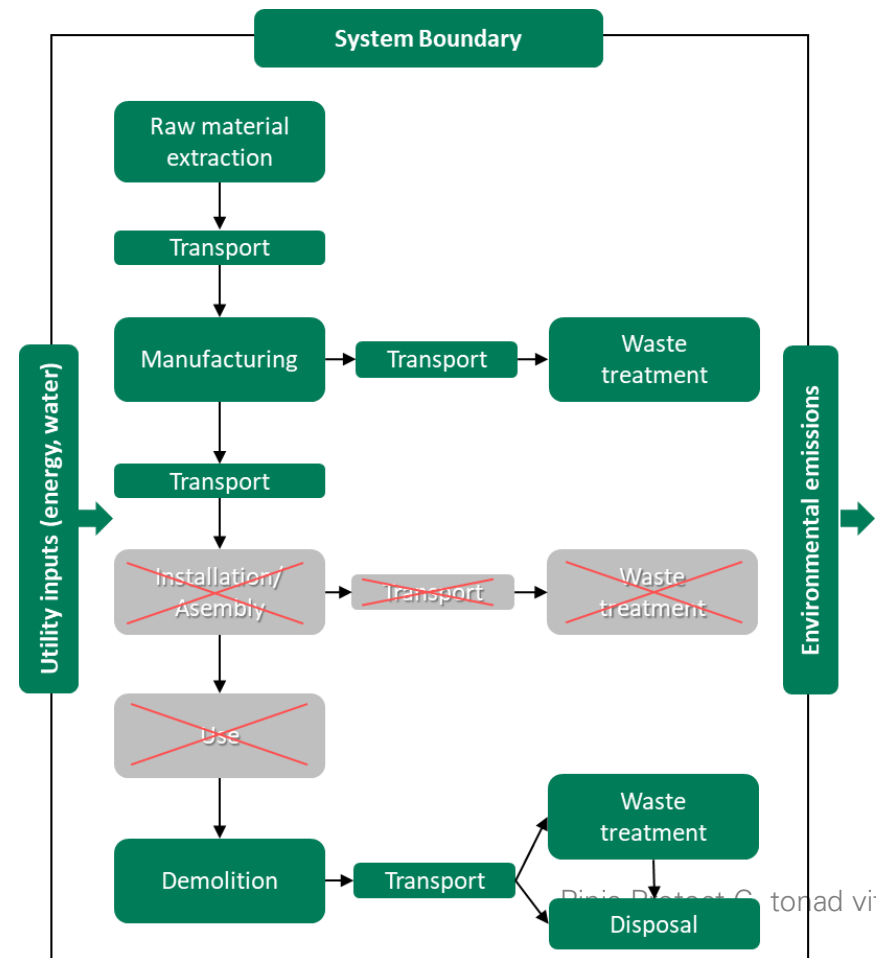 System Boundary
Raw material
extraction
Transport
Manufacturing
Transport
Waste
treatment
Transport
Installation/
Asembly
Transport
Waste
treatment
Use
Demolition
Transport
Waste
treatment
Disposal
tonad
Utility inputs (energy, water)
Environmental emissions